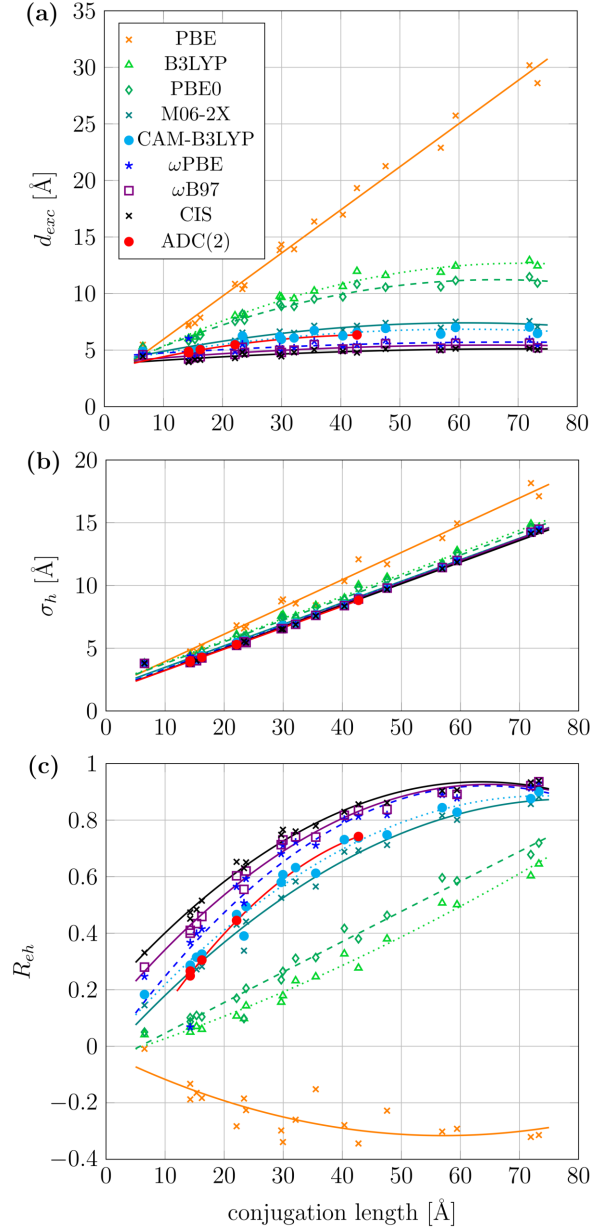 (a)
35
30
25
20
15
10
5
0
d_exc [Å]
PBE
B3LYP
PBE0
M06-2X
CAM-B3LYP
ωPBE
ωB97
CIS
ADC(2)
0 10 20 30 40 50 60 70 80
(b)
20
15
10
5
0
σ_h [Å]
0 10 20 30 40 50 60 70 80
(c)
1
0.8
0.6
0.4
0.2
0
−0.2
−0.4
R_eh
0 10 20 30 40 50 60 70 80
conjugation length [Å]